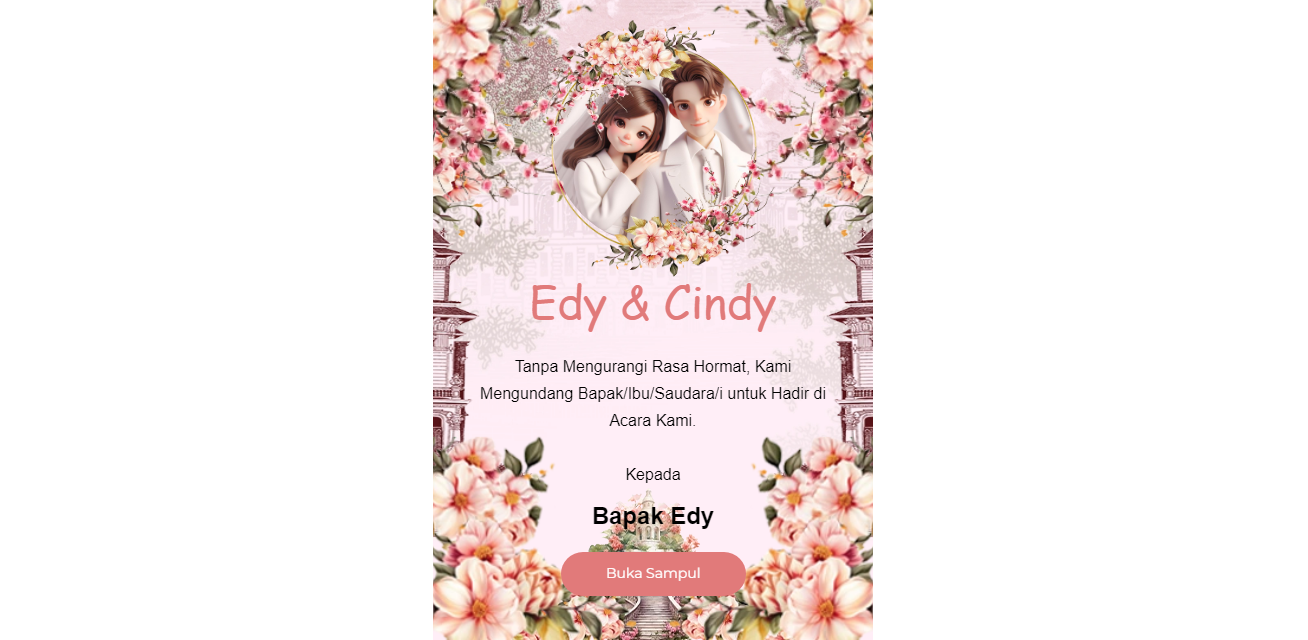 Edy & Cindy
Tanpa Mengurangi Rasa Hormat, Kami
Mengundang Bapak/Ibu/Saudara/i untuk Hadir di
Acara Kami.
Kepada
Bapak Edy
Buka Sampul